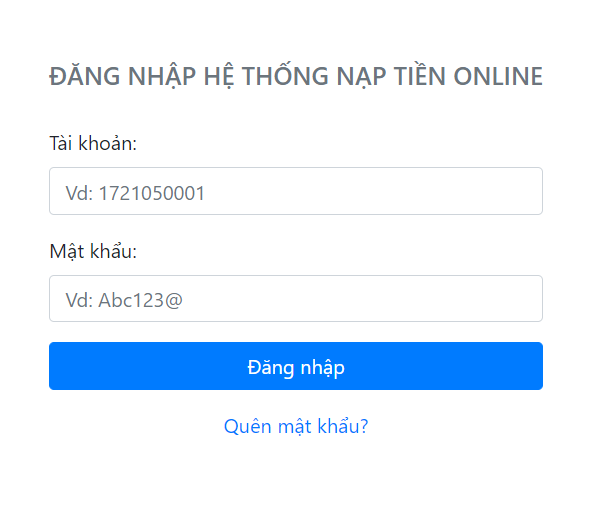 ĐĂNG NHẬP HỆ THỐNG NẠP TIỀN ONLINE
Tài khoản:
Vd: 1721050001
Mật khẩu:
Vd: Abc123@
Đăng nhập
Quên mật khẩu?